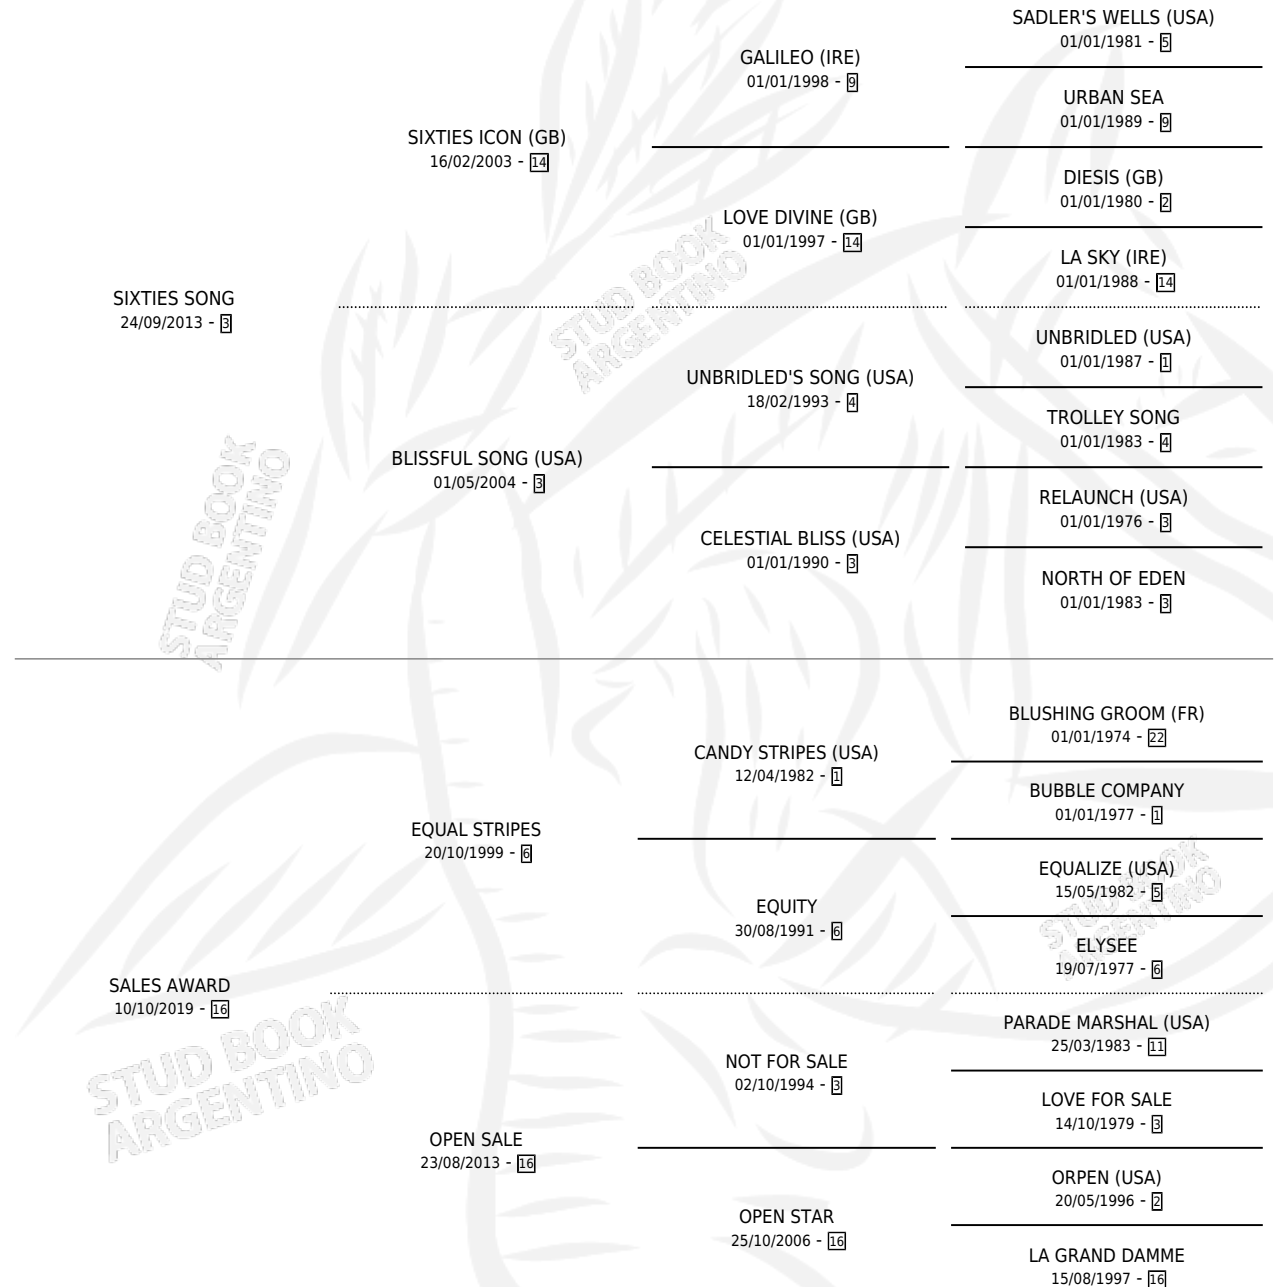 SADLER'S WELLS (USA)
01/01/1981 - 5
GALILEO (IRE)
01/01/1998 - 9
URBAN SEA
01/01/1989 - 9
SIXTIES ICON (GB)
16/02/2003 - 14
DIESIS (GB)
01/01/1980 - 2
LOVE DIVINE (GB)
01/01/1997 - 14
LA SKY (IRE)
01/01/1988 - 14
SIXTIES SONG
24/09/2013 - 3
STUD BOOK
ARGENTINO
UNBRIDLED (USA)
01/01/1987 - 1
UNBRIDLED'S SONG (USA)
18/02/1993 - 4
TROLLEY SONG
01/01/1983 - 4
BLISSFUL SONG (USA)
01/05/2004 - 3
RELAUNCH (USA)
01/01/1976 - 3
CELESTIAL BLISS (USA)
01/01/1990 - 3
NORTH OF EDEN
01/01/1983 - 3
STUD BOOK
ARGENTINO
BLUSHING GROOM (FR)
01/01/1974 - 22
CANDY STRIPES (USA)
12/04/1982 - 1
BUBBLE COMPANY
01/01/1977 - 1
EQUAL STRIPES
20/10/1999 - 6
EQUALIZE (USA)
15/05/1982 - 5
EQUITY
30/08/1991 - 6
ELYSEE
19/07/1977 - 6
STUD BOOK
ARGENTINO
SALES AWARD
10/10/2019 - 16
PARADE MARSHAL (USA)
25/03/1983 - 11
NOT FOR SALE
02/10/1994 - 3
LOVE FOR SALE
14/10/1979 - 3
STUD BOOK
ARGENTINO
OPEN SALE
23/08/2013 - 16
ORPEN (USA)
20/05/1996 - 2
OPEN STAR
25/10/2006 - 16
LA GRAND DAMME
15/08/1997 - 16